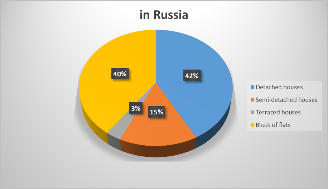 in Russia
40%
42%
3%
15%
Detached houses
Semi-detached houses
Terraced houses
Block of flats